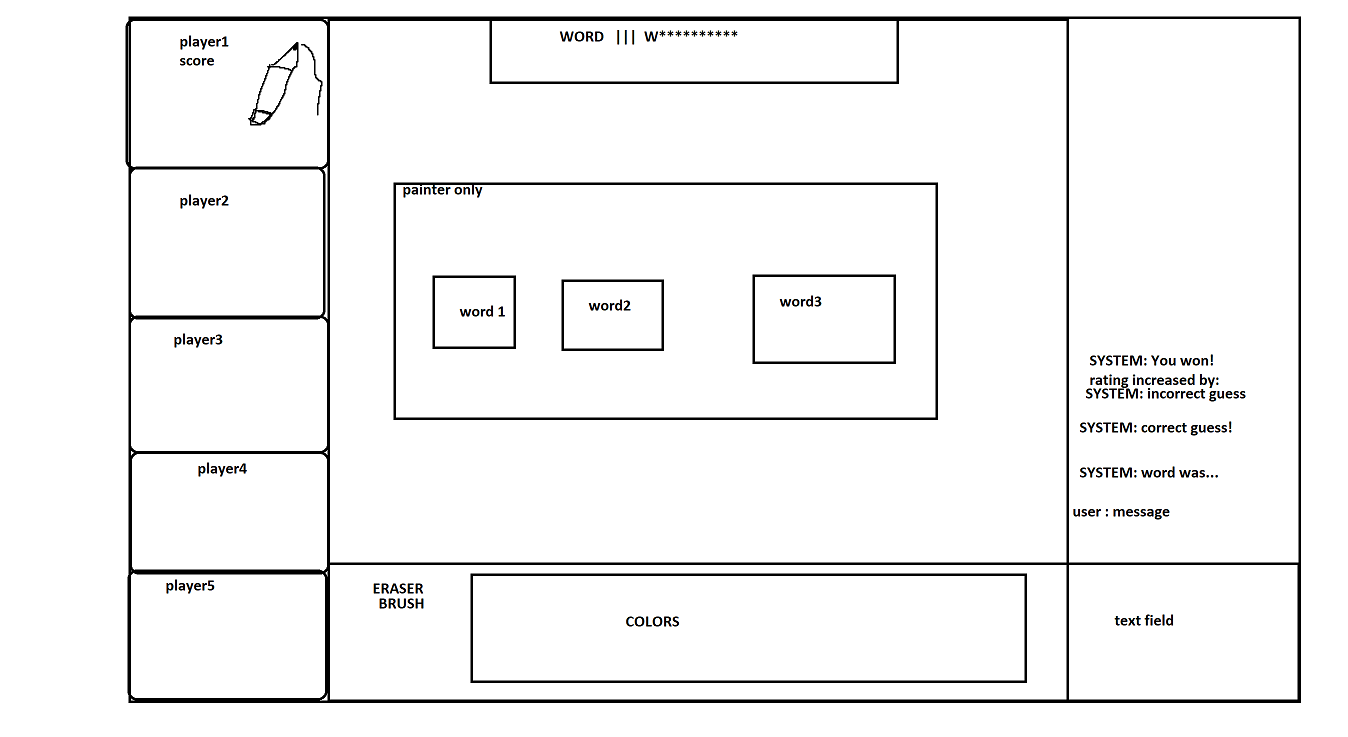 player1
score
player2
player3
player4
player5
WORD ||| W**********
painter only
word 1
word2
word3
ERASER
BRUSH
COLORS
SYSTEM: You won!
rating increased by:
SYSTEM: incorrect guess
SYSTEM: correct guess!
SYSTEM: word was...
user : message
text field